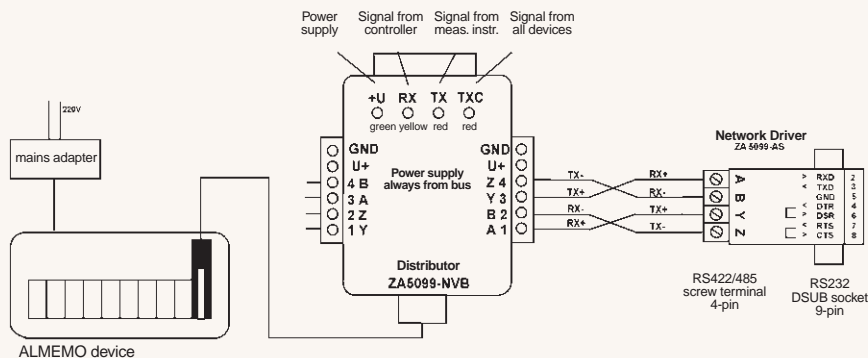 Power supply
Signal from controller
Signal from meas. instr.
Signal from all devices
+U RX TX TXC
green yellow red red
220V
mains adapter
GND
U+
4 B
3 A
2 Z
1 Y
Power supply
always from bus
GND
U+
Z 4
Y 3
B 2
A 1
TX- RX+
TX+ RX-
RX- TX+
RX+ TX-
Network Driver
ZA 5099-AS
A
B
Y
Z
> RXD 2
< TXD 3
GND 5
< DTR 4
> DSR 6
< RTS 7
> CTS 8
Distributor
ZA5099-NVB
RS422/485
screw terminal
4-pin
RS232
DSUB socket
9-pin
ALMEMO device